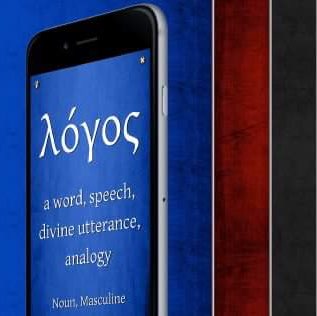 λόγος
a word, speech,
divine utterance,
analogy
Noun, Masculine